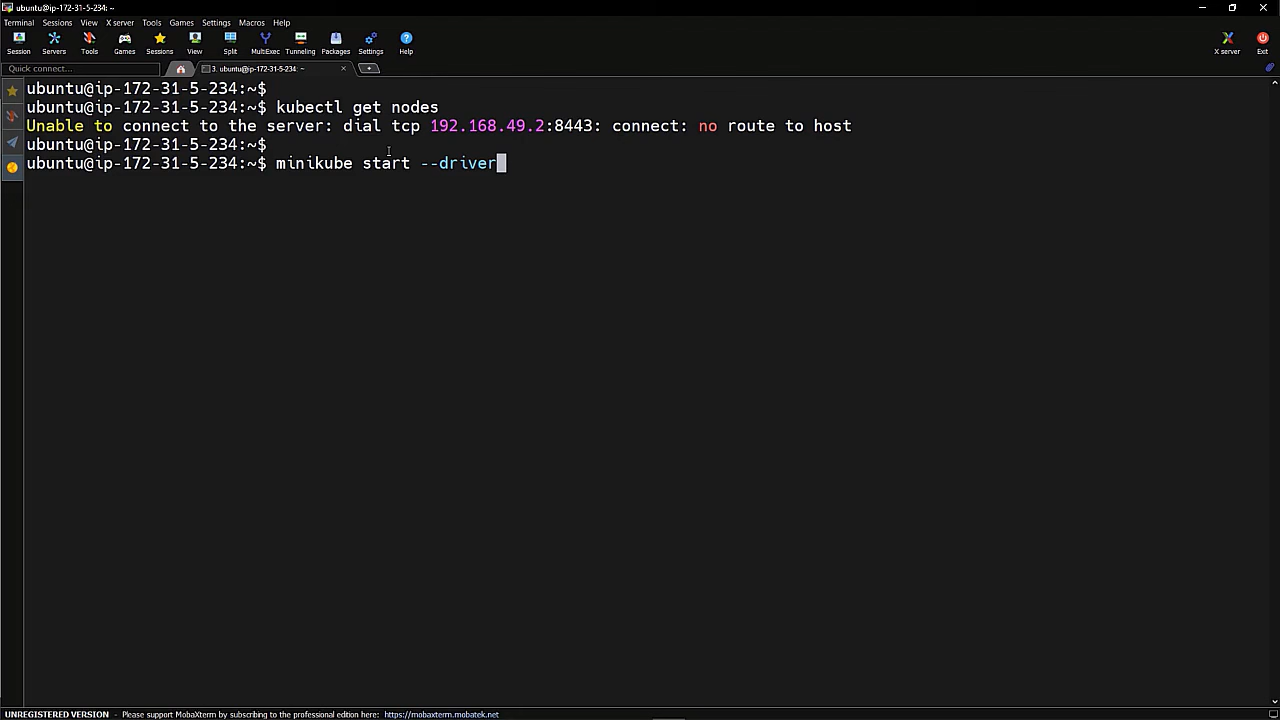 ubuntu@ip-172-31-5-234: ~
Terminal Sessions View X server Tools Games Settings Macros Help
Session Servers Tools Games Sessions View Split MultiExec Tunneling Packages Settings Help X server Exit
Quick connect... 3. ubuntu@ip-172-31-5-234: ~
ubuntu@ip-172-31-5-234:~$
ubuntu@ip-172-31-5-234:~$ kubectl get nodes
Unable to connect to the server: dial tcp 192.168.49.2:8443: connect: no route to host
ubuntu@ip-172-31-5-234:~$
ubuntu@ip-172-31-5-234:~$ minikube start --driver
UNREGISTERED VERSION - Please support MobaXterm by subscribing to the professional edition here: https://mobaxterm.mobatek.net